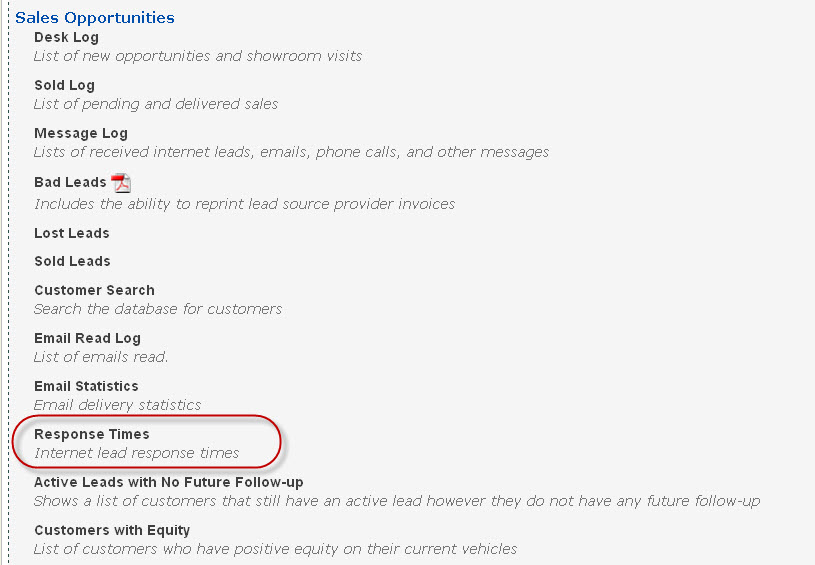 Sales Opportunities
Desk Log
List of new opportunities and showroom visits
Sold Log
List of pending and delivered sales
Message Log
Lists of received internet leads, emails, phone calls, and other messages
Bad Leads
Includes the ability to reprint lead source provider invoices
Lost Leads
Sold Leads
Customer Search
Search the database for customers
Email Read Log
List of emails read.
Email Statistics
Email delivery statistics
Response Times
Internet lead response times
Active Leads with No Future Follow-up
Shows a list of customers that still have an active lead however they do not have any future follow-up
Customers with Equity
List of customers who have positive equity on their current vehicles